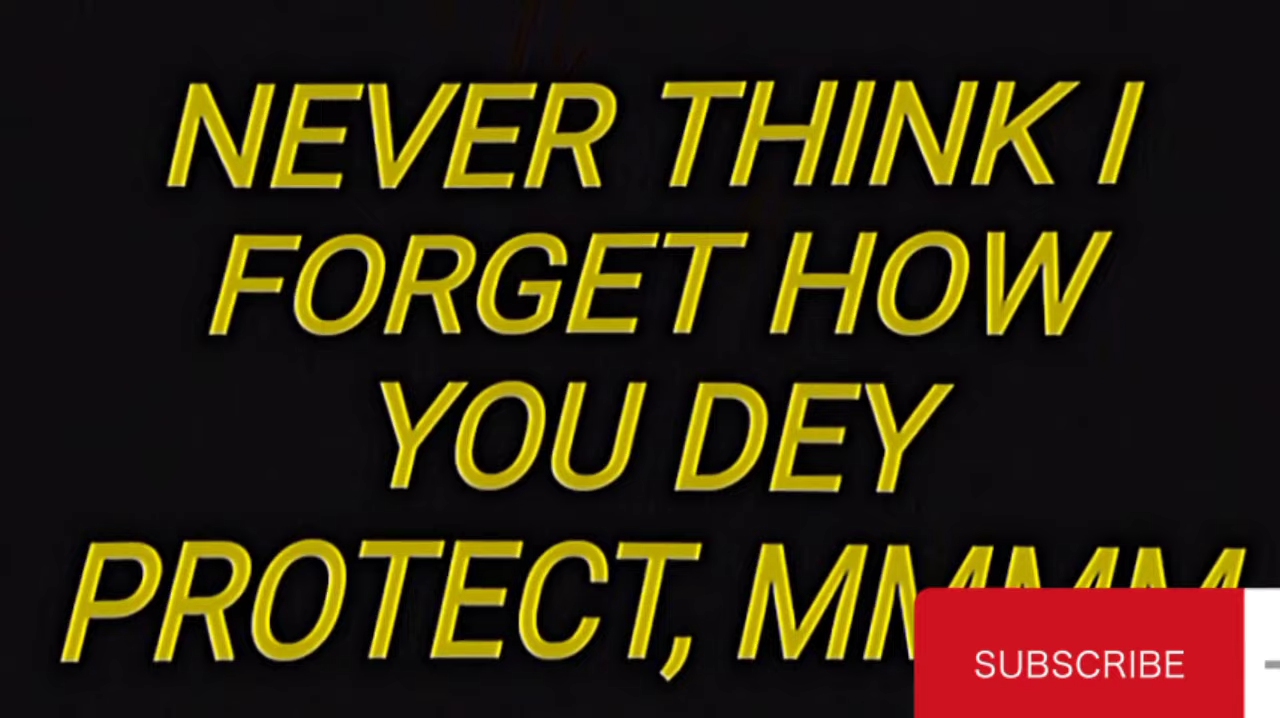 NEVER THINK I
FORGET HOW
YOU DEY
PROTECT, MMMM
SUBSCRIBE